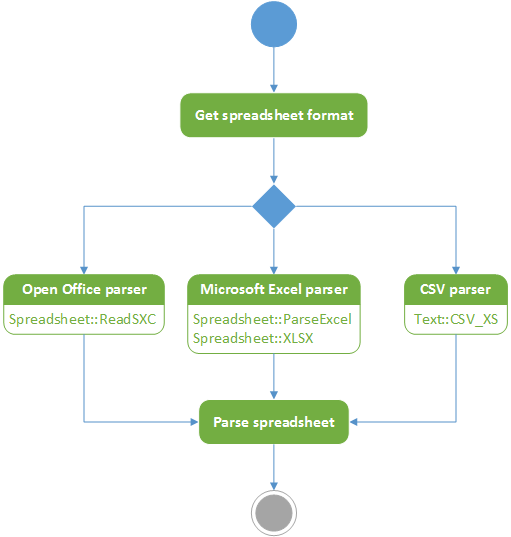 Get spreadsheet format
Open Office parser
Spreadsheet::ReadSXC
Microsoft Excel parser
Spreadsheet::ParseExcel
Spreadsheet::XLSX
CSV parser
Text::CSV_XS
Parse spreadsheet